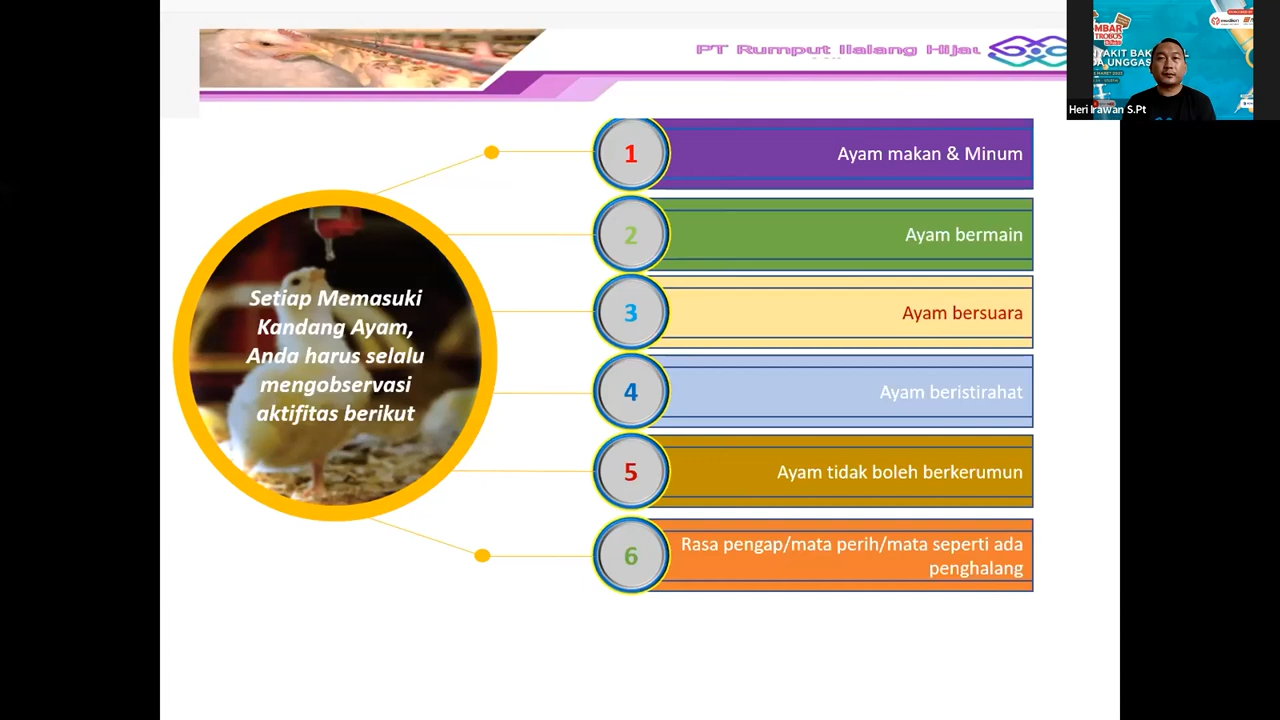 PT Rumput Ilalang Hijau
Heri Irawan S.Pt
Setiap Memasuki
Kandang Ayam,
Anda harus selalu
mengobservasi
aktifitas berikut
1
Ayam makan & Minum
2
Ayam bermain
3
Ayam bersuara
4
Ayam beristirahat
5
Ayam tidak boleh berkerumun
6
Rasa pengap/mata perih/mata seperti ada
penghalang